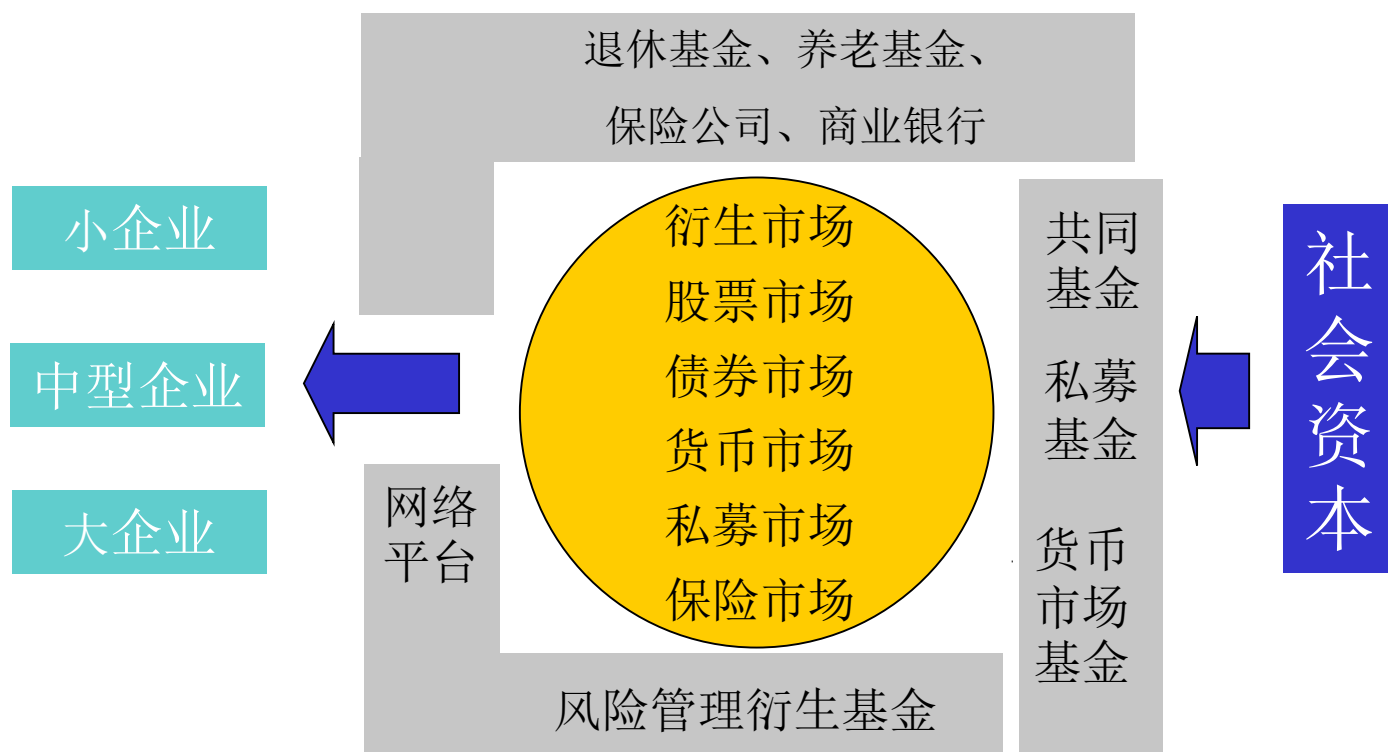 退休基金、养老基金、
保险公司、商业银行
小企业
中型企业
大企业
网络
平台
衍生市场
股票市场
债券市场
货币市场
私募市场
保险市场
风险管理衍生基金
共同
基金
私募
基金
货币
市场
基金
社
会
资
本